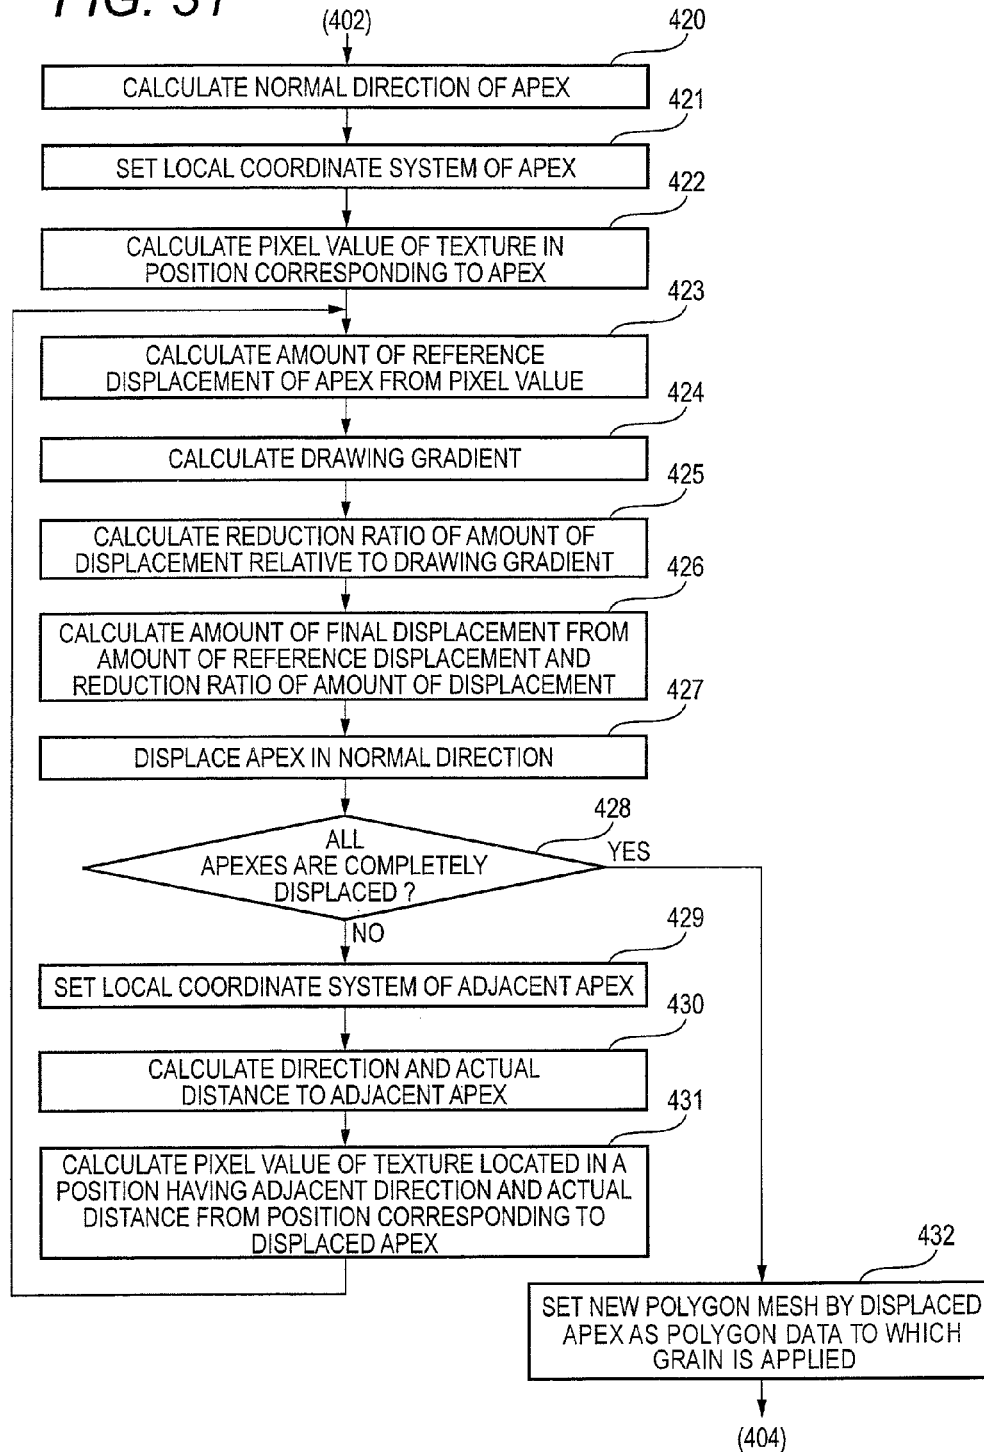 FIG. 31
(402)
420
CALCULATE NORMAL DIRECTION OF APEX
421
SET LOCAL COORDINATE SYSTEM OF APEX
422
CALCULATE PIXEL VALUE OF TEXTURE IN
POSITION CORRESPONDING TO APEX
423
CALCULATE AMOUNT OF REFERENCE
DISPLACEMENT OF APEX FROM PIXEL VALUE
424
CALCULATE DRAWING GRADIENT
425
CALCULATE REDUCTION RATIO OF AMOUNT OF
DISPLACEMENT RELATIVE TO DRAWING GRADIENT
426
CALCULATE AMOUNT OF FINAL DISPLACEMENT FROM
AMOUNT OF REFERENCE DISPLACEMENT AND
REDUCTION RATIO OF AMOUNT OF DISPLACEMENT
427
DISPLACE APEX IN NORMAL DIRECTION
428
ALL
APEXES ARE COMPLETELY
DISPLACED ?
YES
NO
429
SET LOCAL COORDINATE SYSTEM OF ADJACENT APEX
430
CALCULATE DIRECTION AND ACTUAL
DISTANCE TO ADJACENT APEX
431
CALCULATE PIXEL VALUE OF TEXTURE LOCATED IN A
POSITION HAVING ADJACENT DIRECTION AND ACTUAL
DISTANCE FROM POSITION CORRESPONDING TO
DISPLACED APEX
432
SET NEW POLYGON MESH BY DISPLACED
APEX AS POLYGON DATA TO WHICH
GRAIN IS APPLIED
(404)